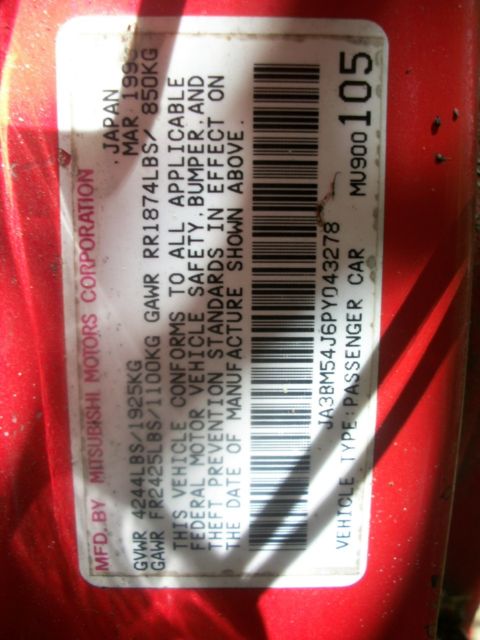 MFD. BY MITSUBISHI MOTORS CORPORATION
JAPAN
GVWR 4244LBS/1925KG MAR 1993
GAWR FR2425LBS/1100KG GAWR RR1874LBS/ 850KG
THIS VEHICLE CONFORMS TO ALL APPLICABLE
FEDERAL MOTOR VEHICLE SAFETY, BUMPER, AND
THEFT PREVENTION STANDARDS IN EFFECT ON
THE DATE OF MANUFACTURE SHOWN ABOVE.
JA3BM54J6PY043278
VEHICLE TYPE:PASSENGER CAR MU900105